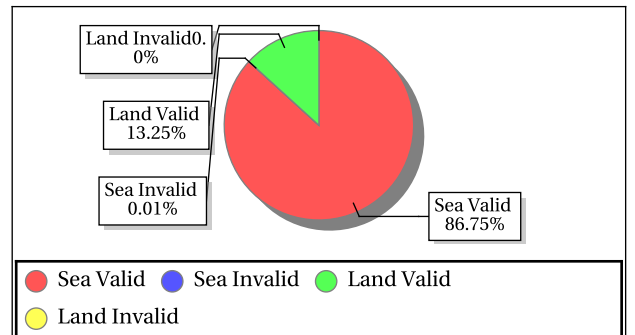 Land Invalid0.
0%
Land Valid
13.25%
Sea Invalid
0.01%
Sea Valid
86.75%
Sea Valid Sea Invalid Land Valid
Land Invalid